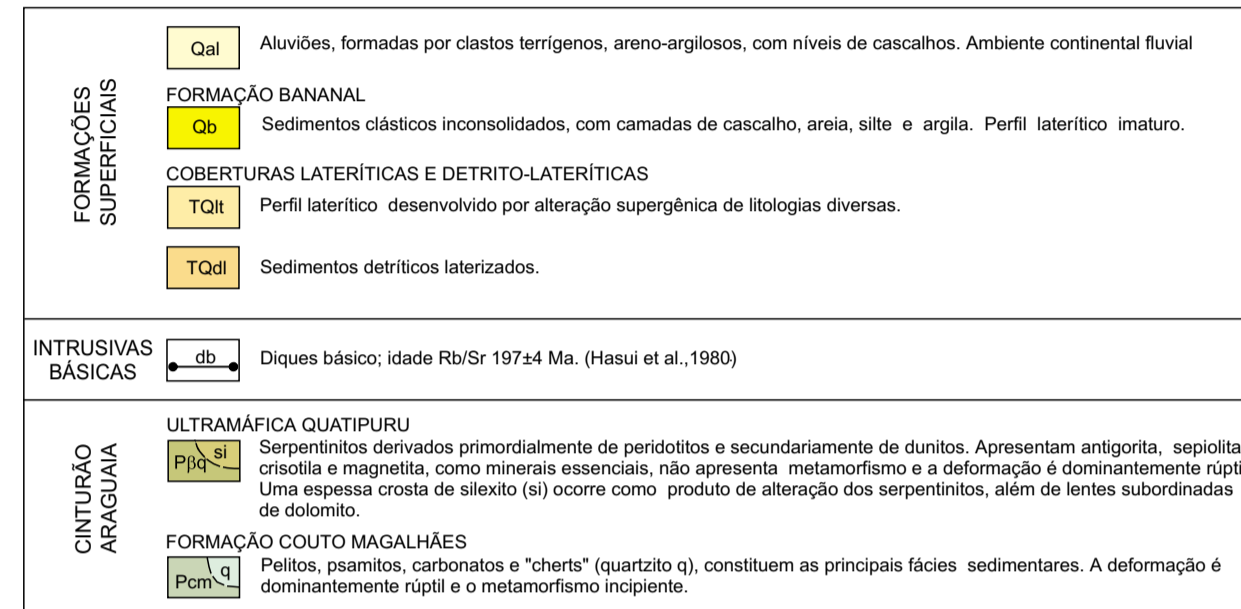 FORMAÇÕES
SUPERFICIAIS
Qal
Aluviões, formadas por clastos terrígenos, areno-argilosos, com níveis de cascalhos. Ambiente continental fluvial
FORMAÇÃO BANANAL
Qb
Sedimentos clásticos inconsolidados, com camadas de cascalho, areia, silte e argila. Perfil laterítico imaturo.
COBERTURAS LATERÍTICAS E DETRITO-LATERÍTICAS
TQlt
Perfil laterítico desenvolvido por alteração supergênica de litologias diversas.
TQdl
Sedimentos detríticos laterizados.
INTRUSIVAS
BÁSICAS
db
Diques básico; idade Rb/Sr 197±4 Ma. (Hasui et al.,1980)
CINTURÃO
ARAGUAIA
ULTRAMÁFICA QUATIPURU
Pβq si
Serpentinitos derivados primordialmente de peridotitos e secundariamente de dunitos. Apresentam antigorita, sepiolita
crisotila e magnetita, como minerais essenciais, não apresenta metamorfismo e a deformação é dominantemente rúpti
Uma espessa crosta de silexito (si) ocorre como produto de alteração dos serpentinitos, além de lentes subordinadas
de dolomito.
FORMAÇÃO COUTO MAGALHÃES
Pcm q
Pelitos, psamitos, carbonatos e "cherts" (quartzito q), constituem as principais fácies sedimentares. A deformação é
dominantemente rúptil e o metamorfismo incipiente.